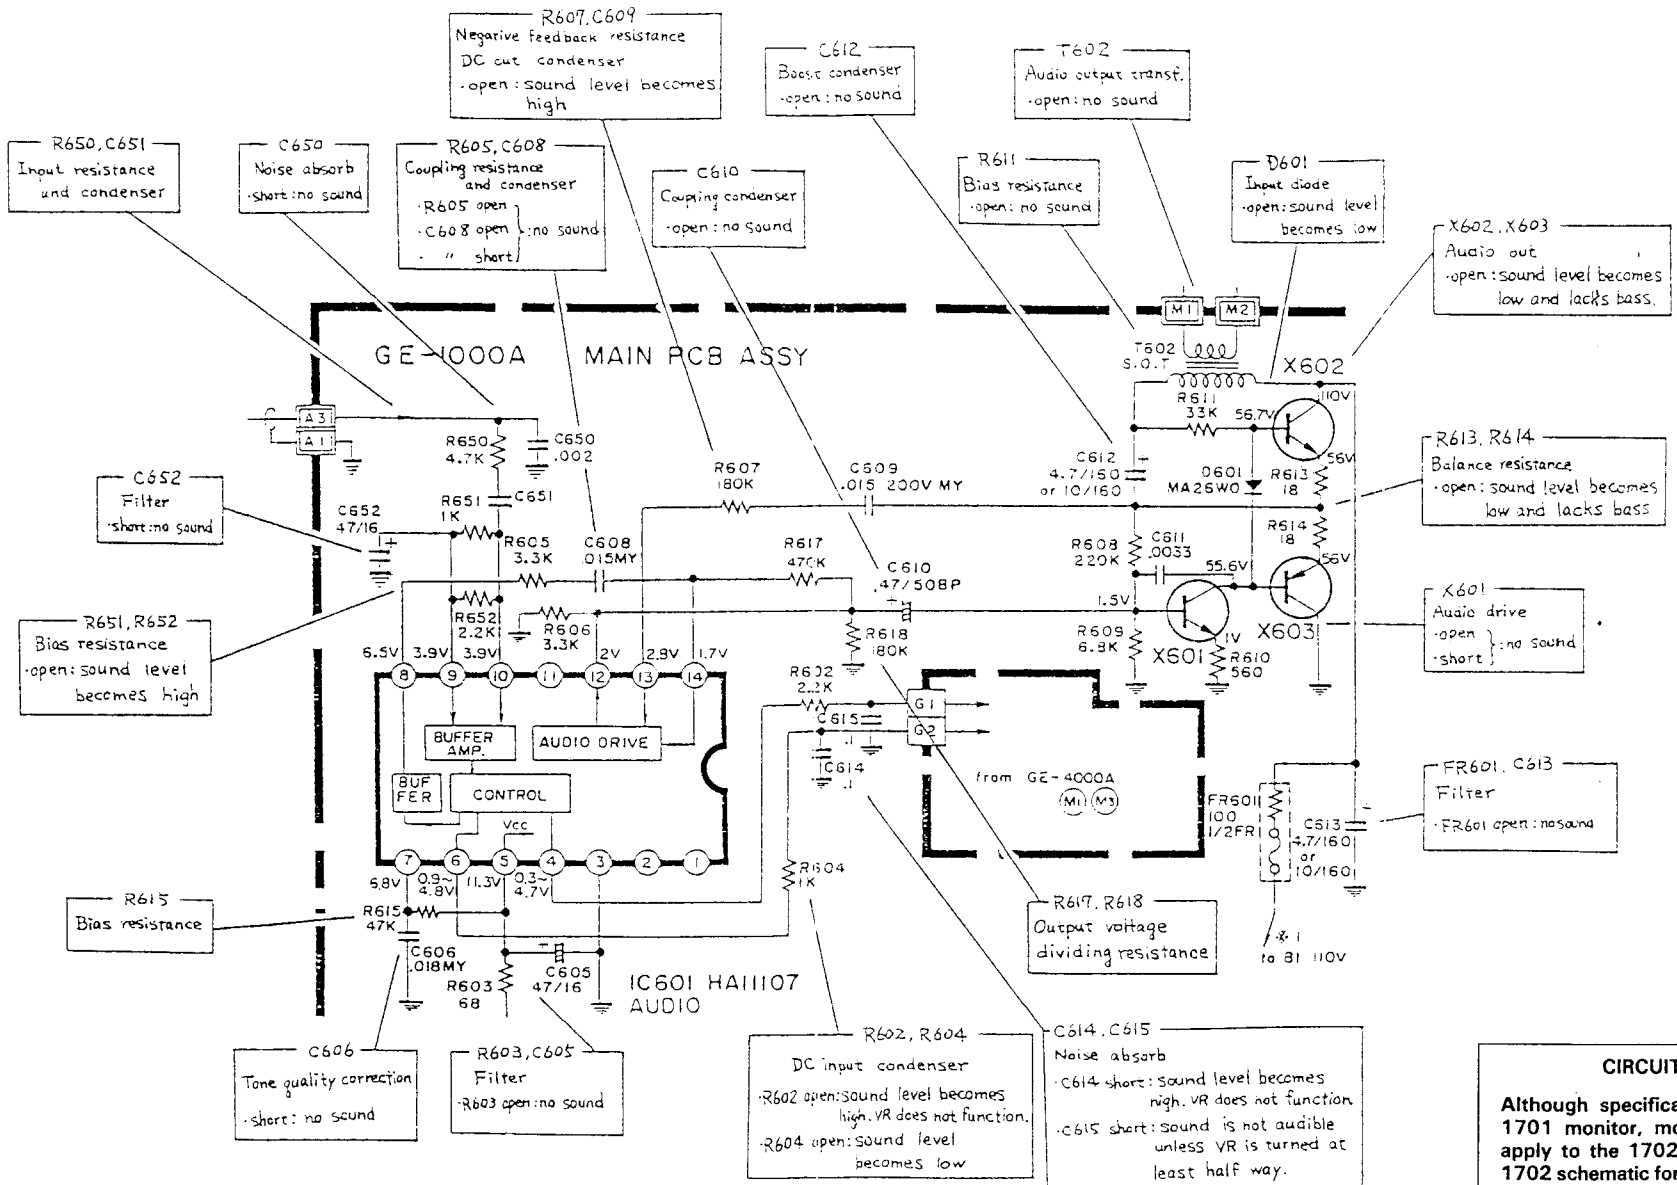 R607, C609
Negative feedback resistance
DC cut condenser
·open: sound level becomes
high
C612
Boost condenser
·open: no sound
T602
Audio output transf.
·open: no sound
R650, C651
Input resistance
und condenser
C650
Noise absorb
·short: no sound
R605, C608
Coupling resistance
and condenser
·R605 open
·C608 open } : no sound
· " short
C610
Coupling condenser
·open: no sound
R611
Bias resistance
·open: no sound
D601
Input diode
·open: sound level
becomes low
X602, X603
Audio out
·open: sound level becomes
low and lacks bass.
GE-1000A MAIN PCB ASSY
M1 M2
T602
S.O.T
X602
110V
R611
33K
56.7V
A3
A1
R650
4.7K
C650
.002
C652
Filter
·short: no sound
C652
47/16
R651
1K
C651
R607
180K
C609
.015 200V MY
C612
4.7/160
or 10/160
D601
MA26WO
56V
R613
18
R613, R614
Balance resistance
·open: sound level becomes
low and lacks bass
R605
3.3K
C608
.015MY
R617
470K
C610
.47/50BP
R608
220K
C611
.0033
55.6V
R614
18
56V
R652
2.2K
R606
3.3K
R618
180K
1.5V
R609
6.8K
X601
1V
R610
560
X603
X601
Audio drive
·open
·short } : no sound
R651, R652
Bias resistance
·open: sound level
becomes high
6.5V 3.9V 3.9V 2V 2.9V 1.7V
8 9 10 11 12 13 14
BUFFER
AMP.
AUDIO DRIVE
BUF
FER
CONTROL
Vcc
7 6 5 4 3 2 1
6.8V 0.9~
4.8V 11.3V 0.3~
4.7V
R602
2.2K
C615
.1
C614
.1
G1
G2
from GE-4000A
M1 M3
FR601
100
1/2FR
C613
4.7/160
or
10/160
FR601, C613
Filter
·FR601 open: no sound
R604
1K
R615
Bias resistance
R615
47K
C606
.018MY
R603
68
C605
47/16
IC601 HA11107
AUDIO
R617, R618
Output voltage
dividing resistance
※1
to B1 110V
C606
Tone quality correction
·short: no sound
R603, C605
Filter
·R603 open: no sound
R602, R604
DC input condenser
·R602 open: sound level becomes
high. VR does not function.
·R604 open: sound level
becomes low
C614, C615
Noise absorb
·C614 short: sound level becomes
high. VR does not function
·C615 short: sound is not audible
unless VR is turned at
least half way.
CIRCUIT
Although specifica
1701 monitor, mo
apply to the 1702
1702 schematic for